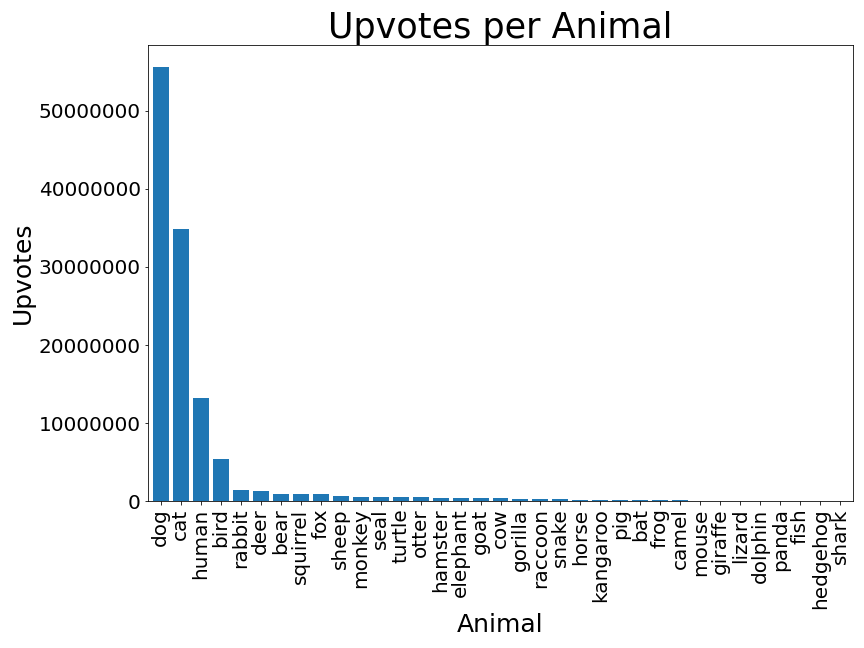 Upvotes per Animal
Upvotes
50000000
40000000
30000000
20000000
10000000
0
dog
cat
human
bird
rabbit
deer
bear
squirrel
fox
sheep
monkey
seal
turtle
otter
hamster
elephant
goat
cow
gorilla
raccoon
snake
horse
kangaroo
pig
bat
frog
camel
mouse
giraffe
lizard
dolphin
panda
fish
hedgehog
shark
Animal